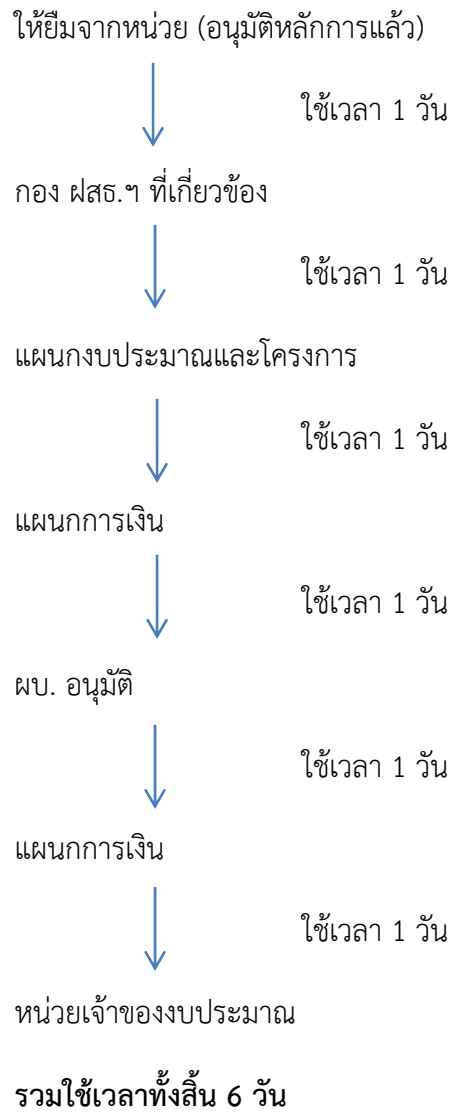 ให้ยืมจากหน่วย (อนุมัติหลักการแล้ว)
ใช้เวลา 1 วัน
กอง ฝสธ.ฯ ที่เกี่ยวข้อง
ใช้เวลา 1 วัน
แผนกงบประมาณและโครงการ
ใช้เวลา 1 วัน
แผนกการเงิน
ใช้เวลา 1 วัน
ผบ. อนุมัติ
ใช้เวลา 1 วัน
แผนกการเงิน
ใช้เวลา 1 วัน
หน่วยเจ้าของงบประมาณ
รวมใช้เวลาทั้งสิ้น 6 วัน